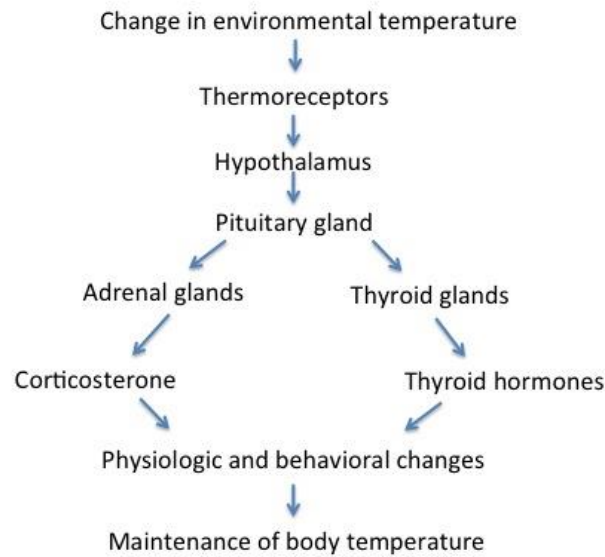 Change in environmental temperature
Thermoreceptors
Hypothalamus
Pituitary gland
Adrenal glands
Thyroid glands
Corticosterone
Thyroid hormones
Physiologic and behavioral changes
Maintenance of body temperature